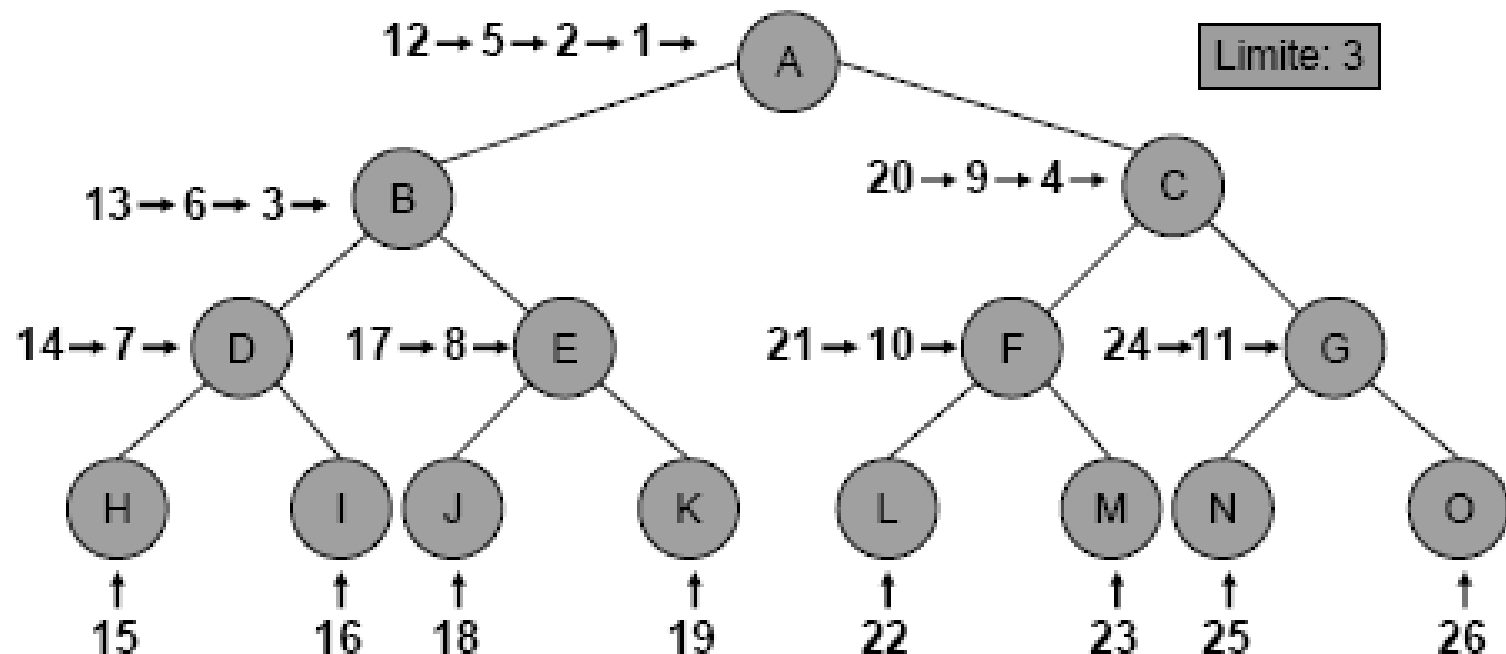 12→5→2→1→ A
Limite: 3
13→6→3→ B
20→9→4→ C
14→7→ D
17→8→ E
21→10→ F
24→11→ G
H I J K L M N O
↑ ↑ ↑ ↑ ↑ ↑ ↑ ↑
15 16 18 19 22 23 25 26